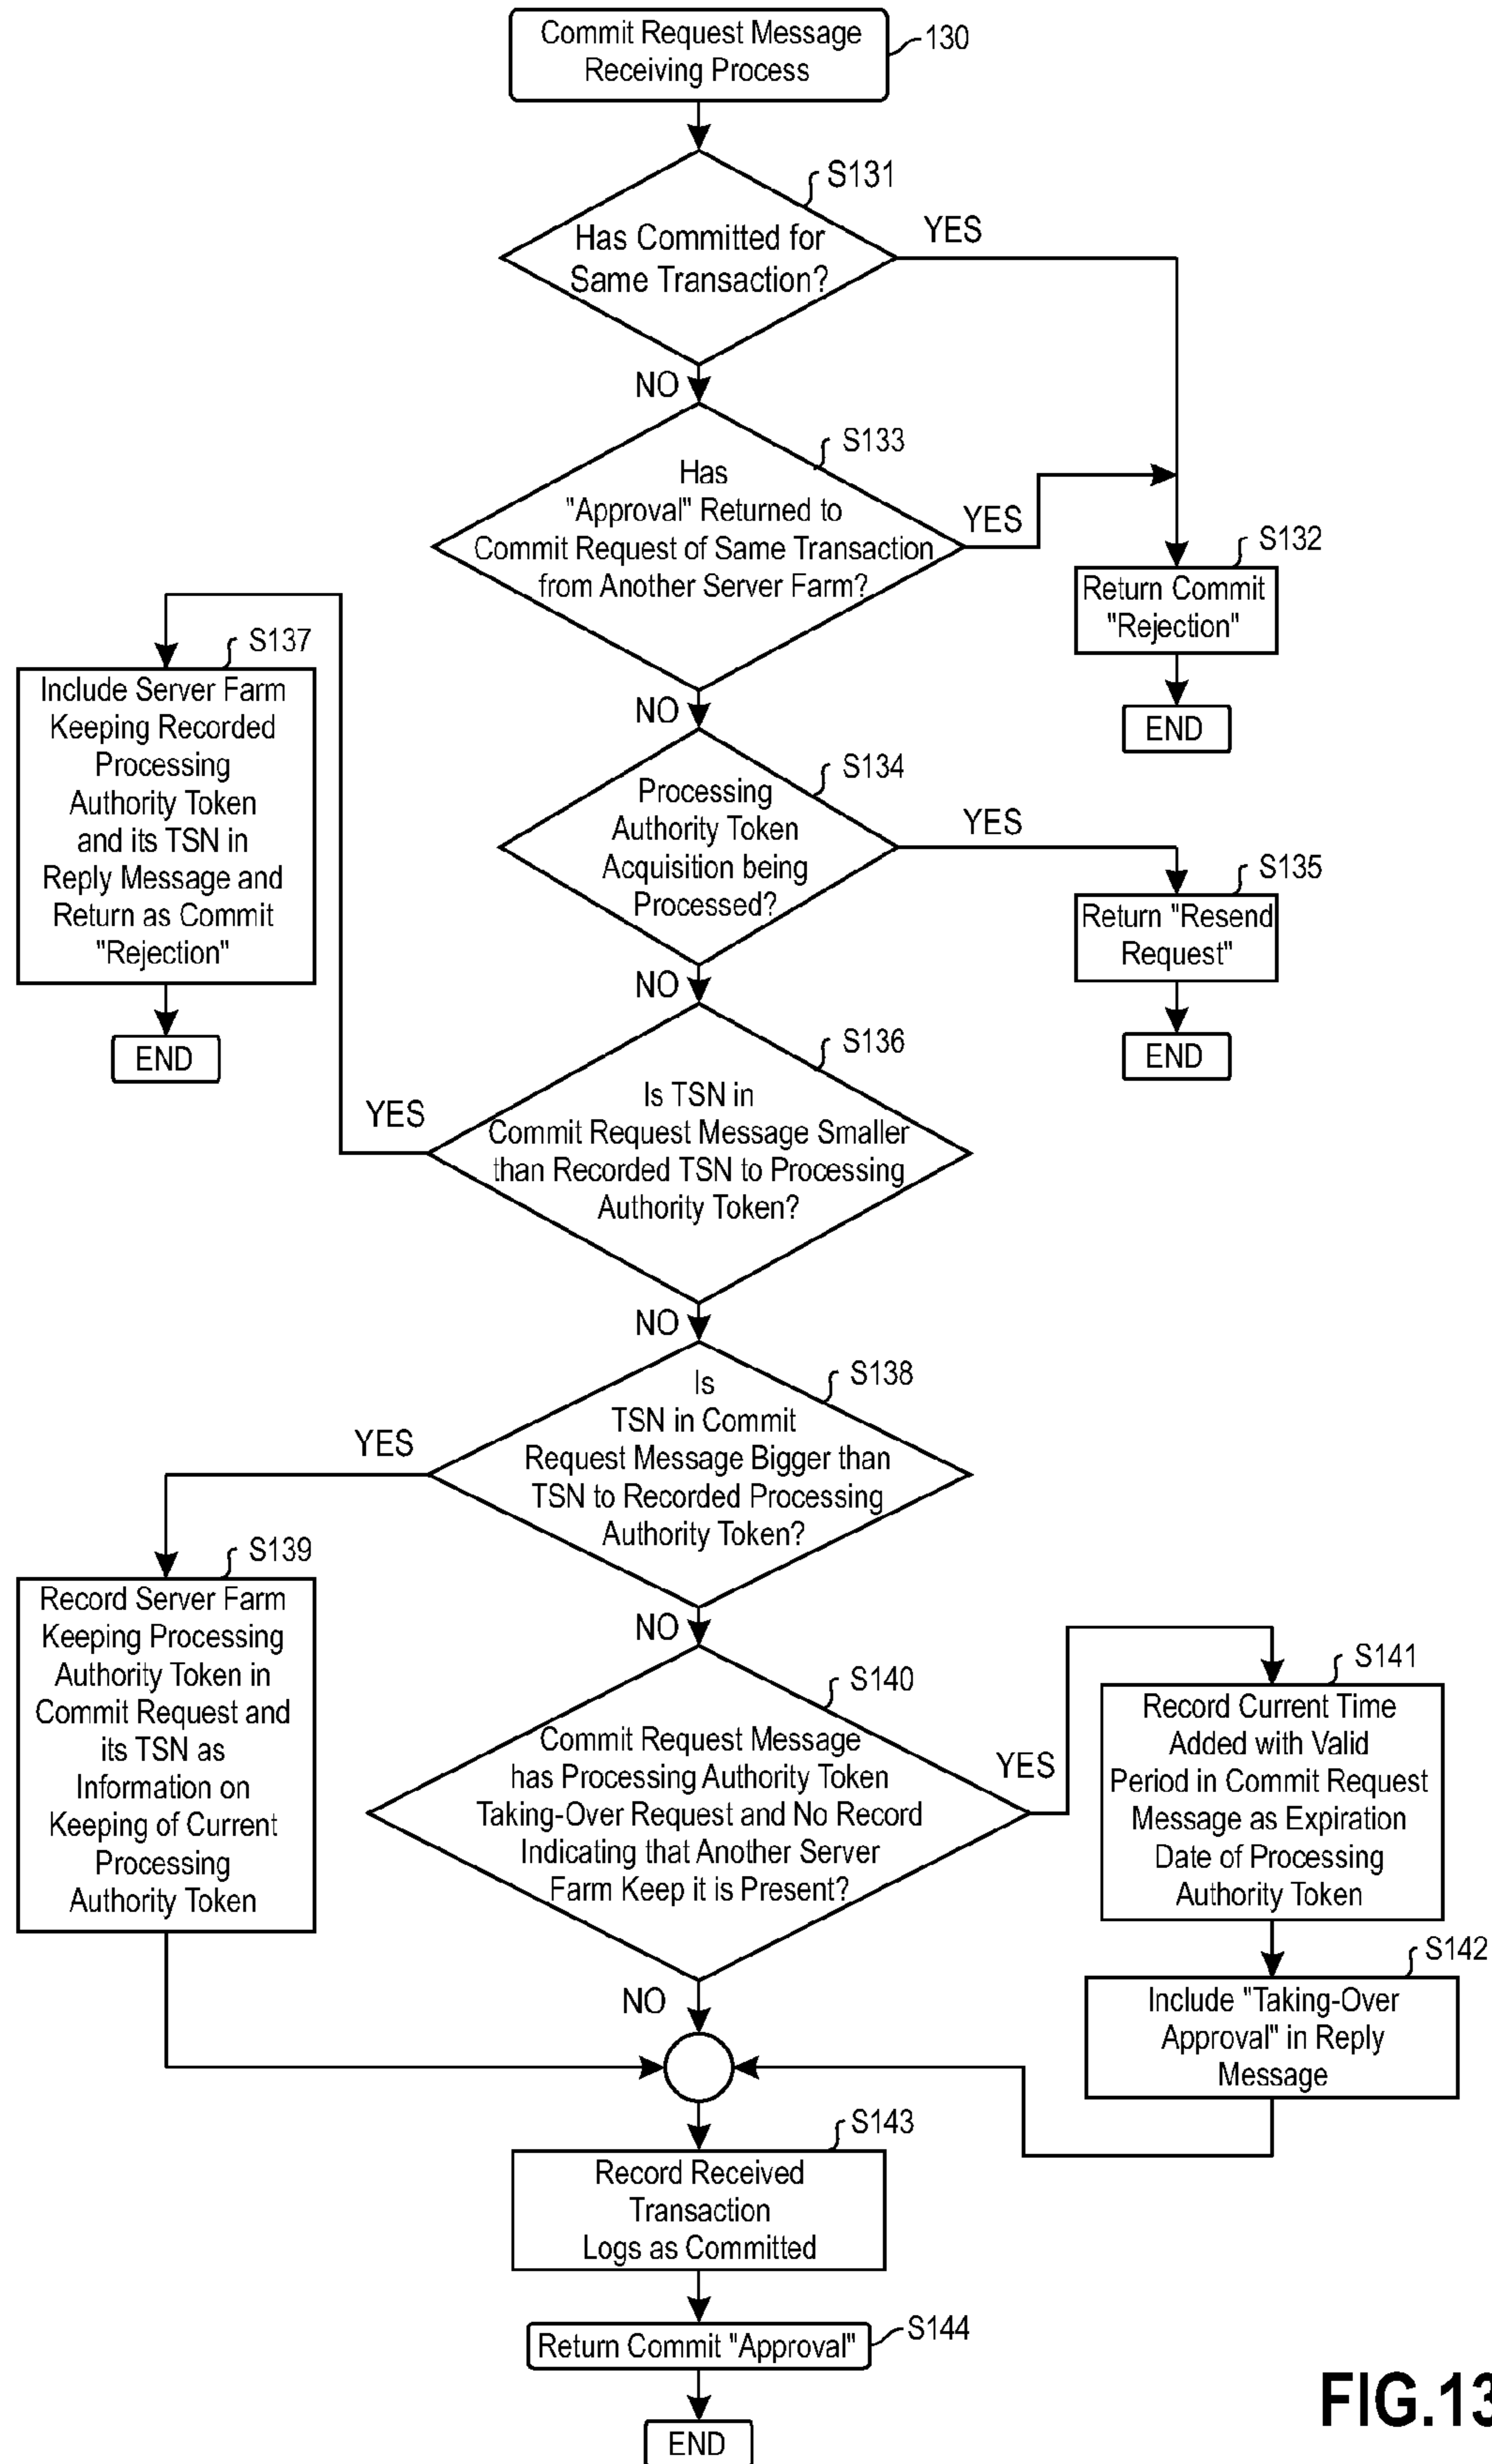 Commit Request Message
Receiving Process
130
S131
Has Committed for
Same Transaction?
YES
NO
S133
Has
"Approval" Returned to
Commit Request of Same Transaction
from Another Server Farm?
YES
S132
Return Commit
"Rejection"
END
NO
S137
Include Server Farm
Keeping Recorded
Processing
Authority Token
and its TSN in
Reply Message and
Return as Commit
"Rejection"
END
S134
Processing
Authority Token
Acquisition being
Processed?
YES
S135
Return "Resend
Request"
END
NO
S136
Is TSN in
Commit Request Message Smaller
than Recorded TSN to Processing
Authority Token?
YES
NO
S138
Is
TSN in Commit
Request Message Bigger than
TSN to Recorded Processing
Authority Token?
YES
S139
Record Server Farm
Keeping Processing
Authority Token in
Commit Request and
its TSN as
Information on
Keeping of Current
Processing
Authority Token
NO
S140
Commit Request Message
has Processing Authority Token
Taking-Over Request and No Record
Indicating that Another Server
Farm Keep it is Present?
YES
S141
Record Current Time
Added with Valid
Period in Commit Request
Message as Expiration
Date of Processing
Authority Token
S142
Include "Taking-Over
Approval" in Reply
Message
NO
S143
Record Received
Transaction
Logs as Committed
S144
Return Commit "Approval"
END
FIG.13